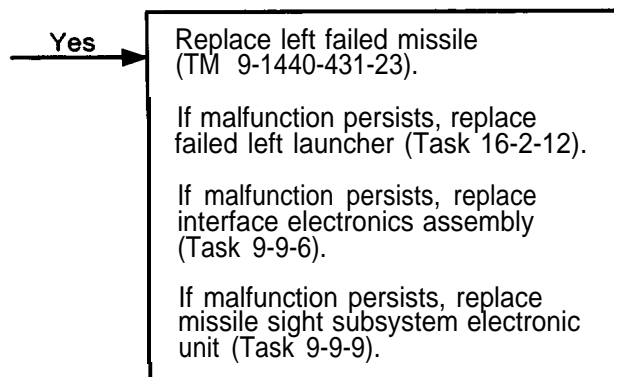 Yes
Replace left failed missile
(TM 9-1440-431-23).
If malfunction persists, replace
failed left launcher (Task 16-2-12).
If malfunction persists, replace
interface electronics assembly
(Task 9-9-6).
If malfunction persists, replace
missile sight subsystem electronic
unit (Task 9-9-9).